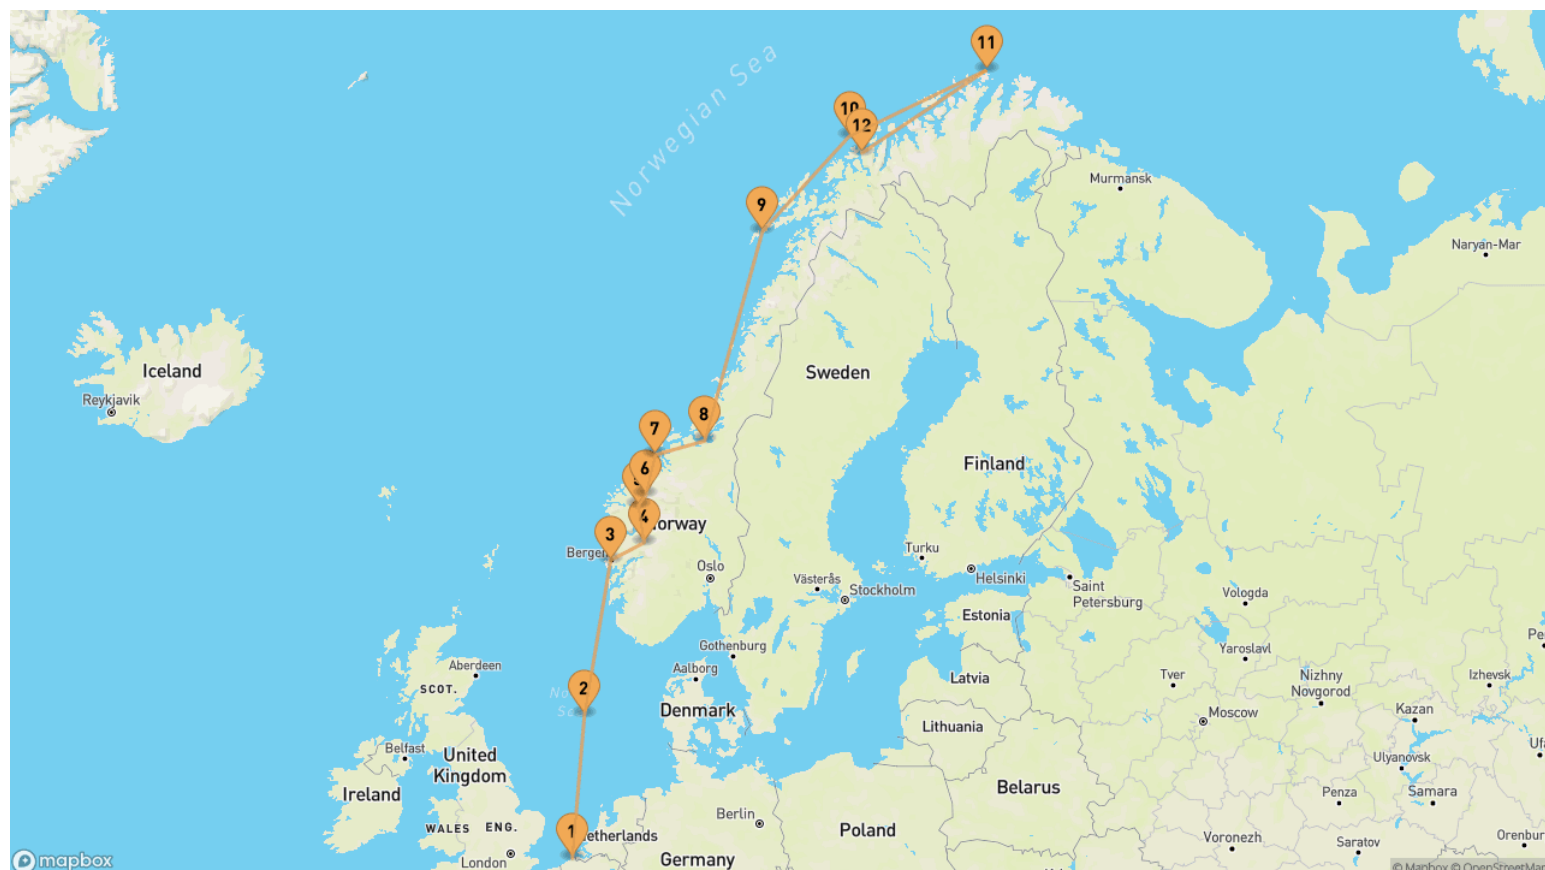 11
10
12
Murmansk
Norwegian Sea
9
Naryan-Mar
Iceland
Sweden
Reykjavik
8
7
Finland
6
4
orway
3
Bergen
Turku
Oslo
Helsinki
Västerås
Stockholm
Saint
Petersburg
Vologda
Estonia
Gothenburg
Yaroslavl
Aberdeen
Aalborg
Latvia
Tver
Nizhny
Novgorod
Izhevsk
SCOT.
2
Denmark
Moscow
Kazan
Lithuania
Belfast
United
Kingdom
Ulyanovsk
Belarus
Ireland
Penza
Samara
Berlin
WALES
ENG.
1
etherlands
Poland
Voronezh
Saratov
Orenbur
London
Germany
mapbox
© Mapbox © OpenStreetMap